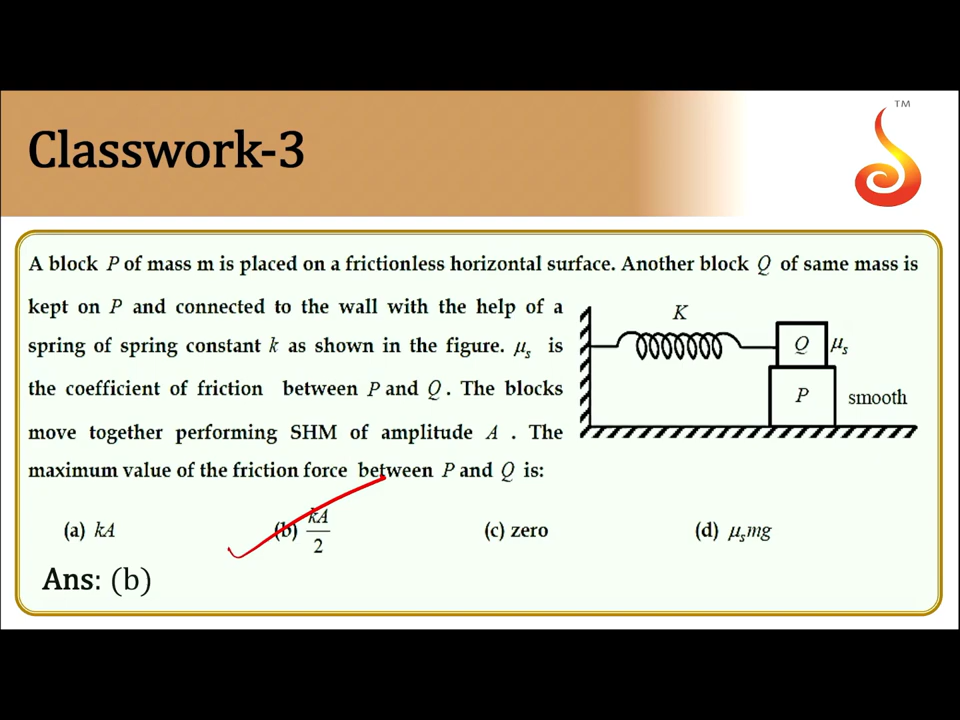 TM
Classwork-3
A block P of mass m is placed on a frictionless horizontal surface. Another block Q of same mass is
kept on P and connected to the wall with the help of a
spring of spring constant k as shown in the figure. μs is
the coefficient of friction between P and Q. The blocks
move together performing SHM of amplitude A . The
maximum value of the friction force between P and Q is:
K
Q μs
P smooth
(a) kA (b) kA/2 (c) zero (d) μsmg
Ans: (b)